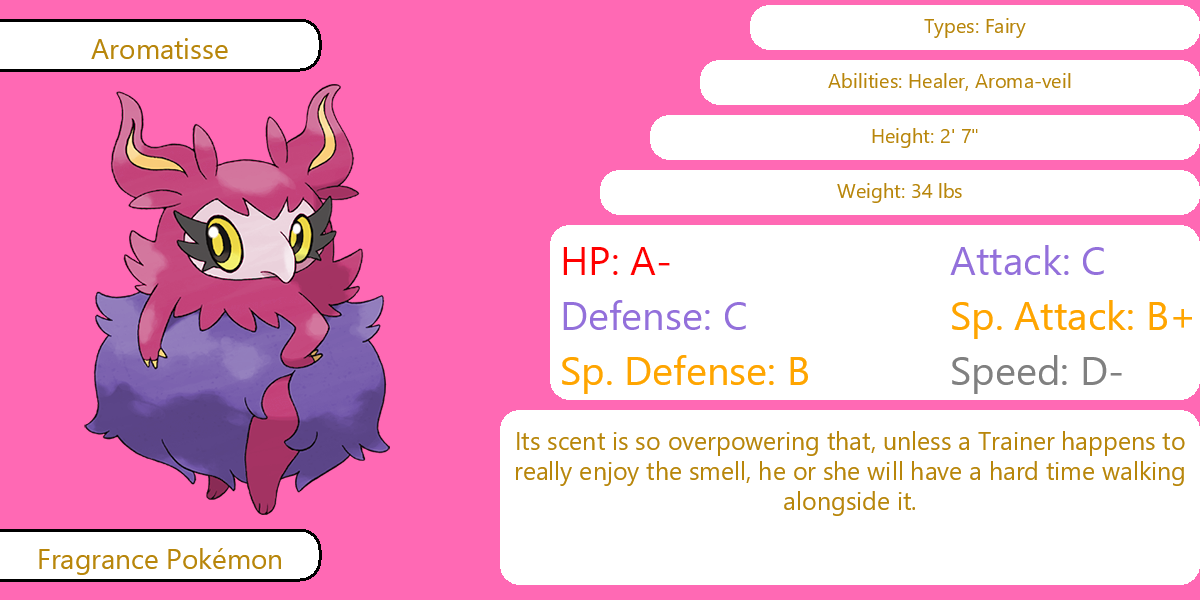 Aromatisse
Types: Fairy
Abilities: Healer, Aroma-veil
Height: 2' 7"
Weight: 34 lbs
HP: A-
Attack: C
Defense: C
Sp. Attack: B+
Sp. Defense: B
Speed: D-
Its scent is so overpowering that, unless a Trainer happens to
really enjoy the smell, he or she will have a hard time walking
alongside it.
Fragrance Pokémon